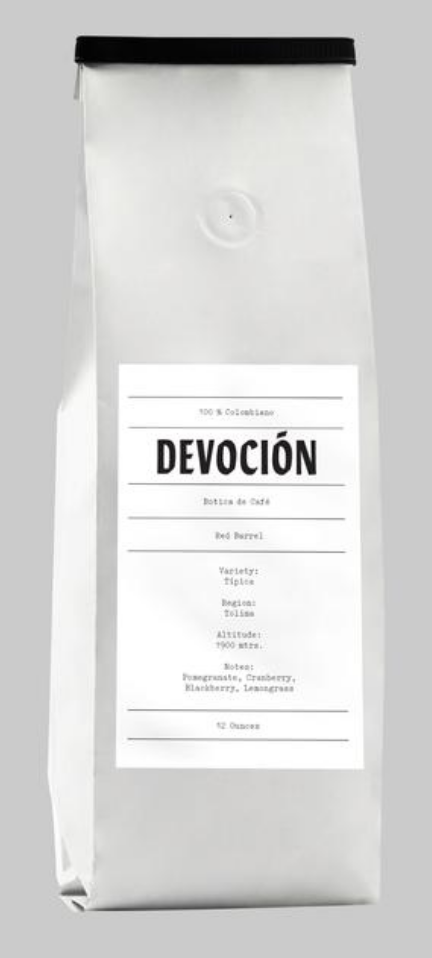 100 % Colombiano
DEVOCIÓN
Botica de Café
Red Barrel
Variety:
Tipica
Region:
Tolima
Altitude:
1900 mtrs.
Notes:
Pomegranate, Cranberry,
Blackberry, Lemongrass
12 Ounces